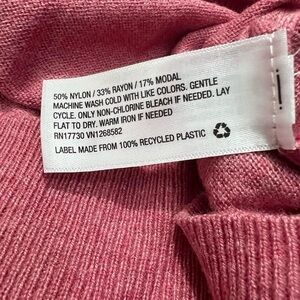 50% NYLON / 33% RAYON / 17% MODAL
MACHINE WASH COLD WITH LIKE COLORS. GENTLE
CYCLE. ONLY NON-CHLORINE BLEACH IF NEEDED. LAY
FLAT TO DRY. WARM IRON IF NEEDED
RN17730 VN1268582
LABEL MADE FROM 100% RECYCLED PLASTIC